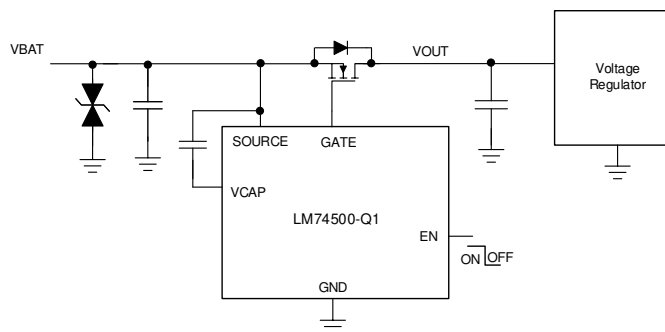 VBAT
VOUT
Voltage
Regulator
SOURCE
GATE
VCAP
LM74500-Q1
EN
ON
OFF
GND